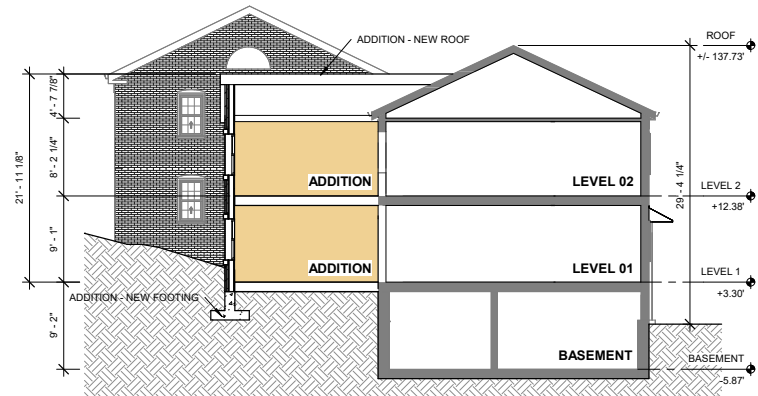 ADDITION - NEW ROOF
ROOF
+/- 137.73'
4' - 7 7/8"
8' - 2 1/4"
21' - 11 1/8"
9' - 1"
9' - 2"
29' - 4 1/4"
ADDITION
LEVEL 02
LEVEL 2
+12.38'
ADDITION
LEVEL 01
LEVEL 1
+3.30'
ADDITION - NEW FOOTING
BASEMENT
BASEMENT
-5.87'